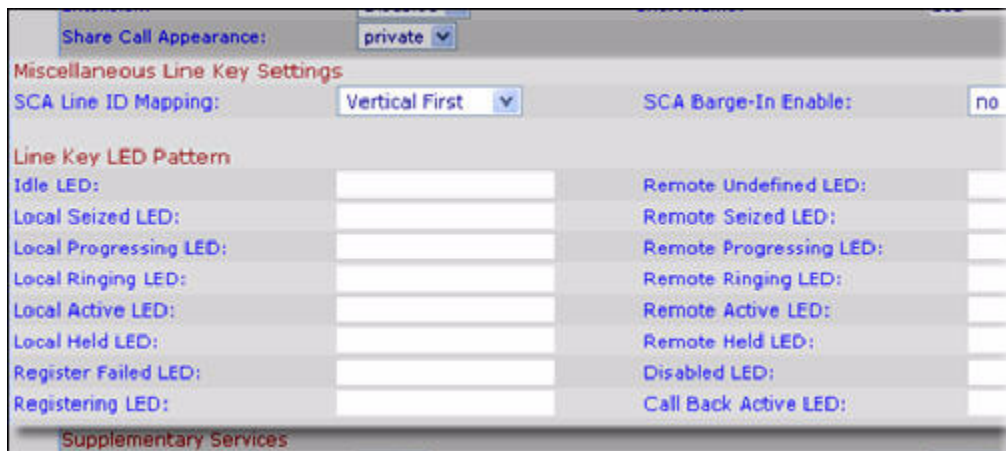 Share Call Appearance: private
Miscellaneous Line Key Settings
SCA Line ID Mapping: Vertical First SCA Barge-In Enable: no
Line Key LED Pattern
Idle LED: Remote Undefined LED:
Local Seized LED: Remote Seized LED:
Local Progressing LED: Remote Progressing LED:
Local Ringing LED: Remote Ringing LED:
Local Active LED: Remote Active LED:
Local Held LED: Remote Held LED:
Register Failed LED: Disabled LED:
Registering LED: Call Back Active LED:
Supplementary Services